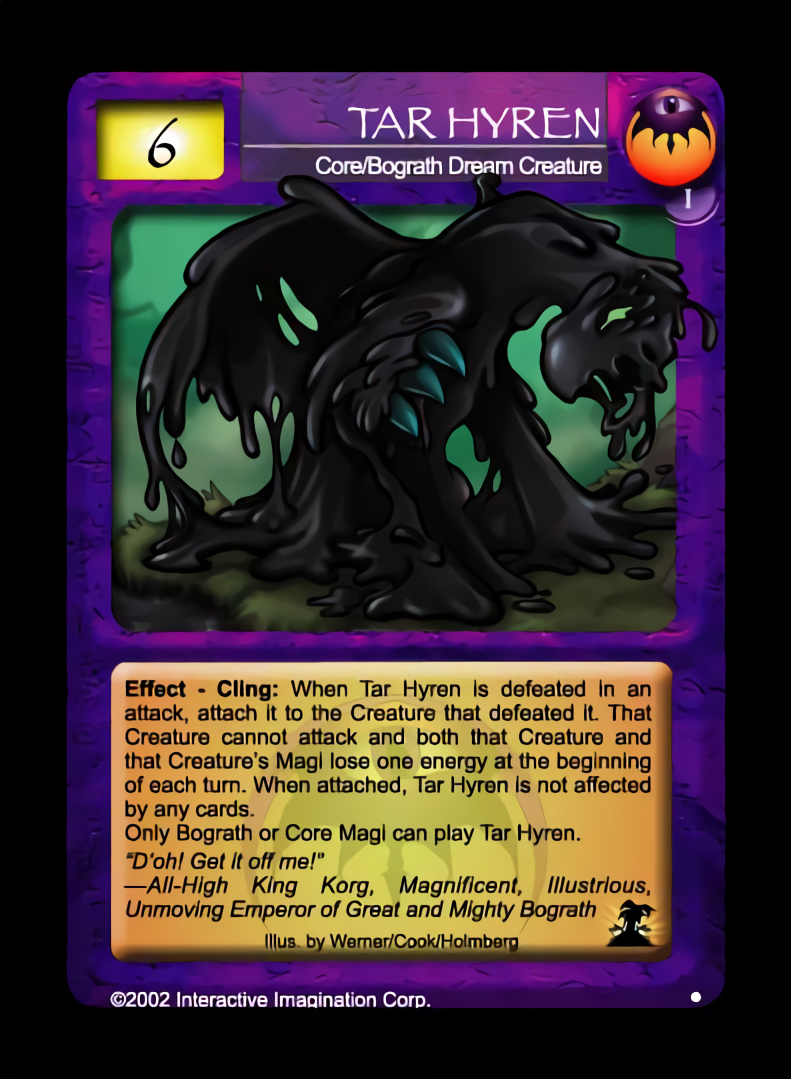 6
TAR HYREN
Core/Bograth Dream Creature
I
Effect - Cling: When Tar Hyren is defeated in an
attack, attach it to the Creature that defeated it. That
Creature cannot attack and both that Creature and
that Creature's Magi lose one energy at the beginning
of each turn. When attached, Tar Hyren is not affected
by any cards.
Only Bograth or Core Magi can play Tar Hyren.
"D'oh! Get it off me!"
—All-High King Korg, Magnificent, Illustrious,
Unmoving Emperor of Great and Mighty Bograth
Illus. by Werner/Cook/Holmberg
©2002 Interactive Imagination Corp.